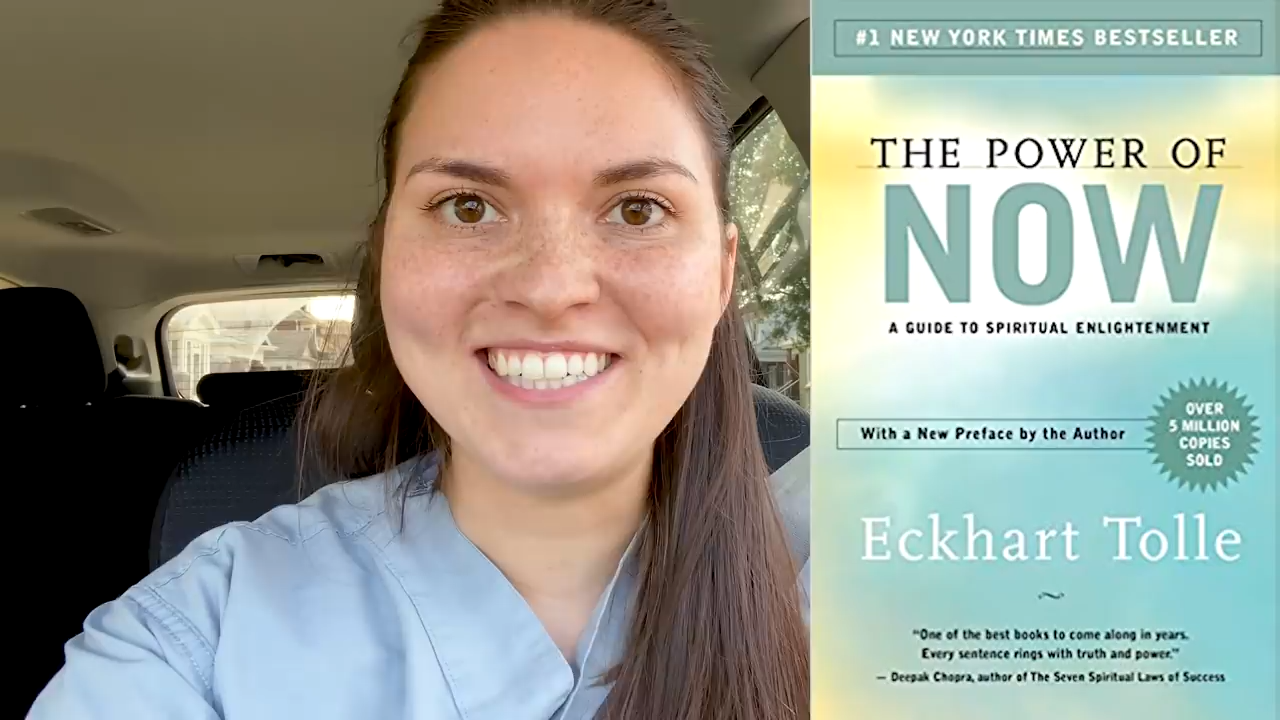 #1 NEW YORK TIMES BESTSELLER
THE POWER OF
NOW
A GUIDE TO SPIRITUAL ENLIGHTENMENT
With a New Preface by the Author
OVER
5 MILLION
COPIES
SOLD
Eckhart Tolle
"One of the best books to come along in years.
Every sentence rings with truth and power."
— Deepak Chopra, author of The Seven Spiritual Laws of Success